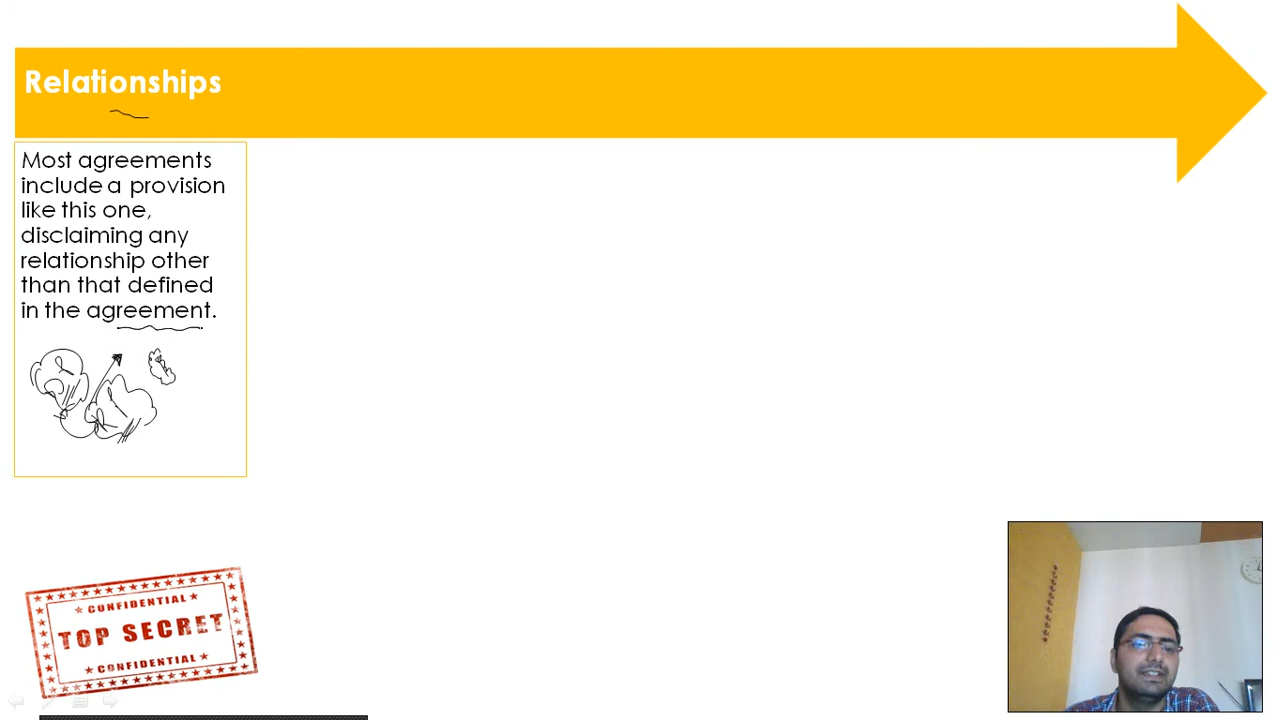 Relationships
Most agreements
include a provision
like this one,
disclaiming any
relationship other
than that defined
in the agreement.
CONFIDENTIAL
TOP SECRET
CONFIDENTIAL